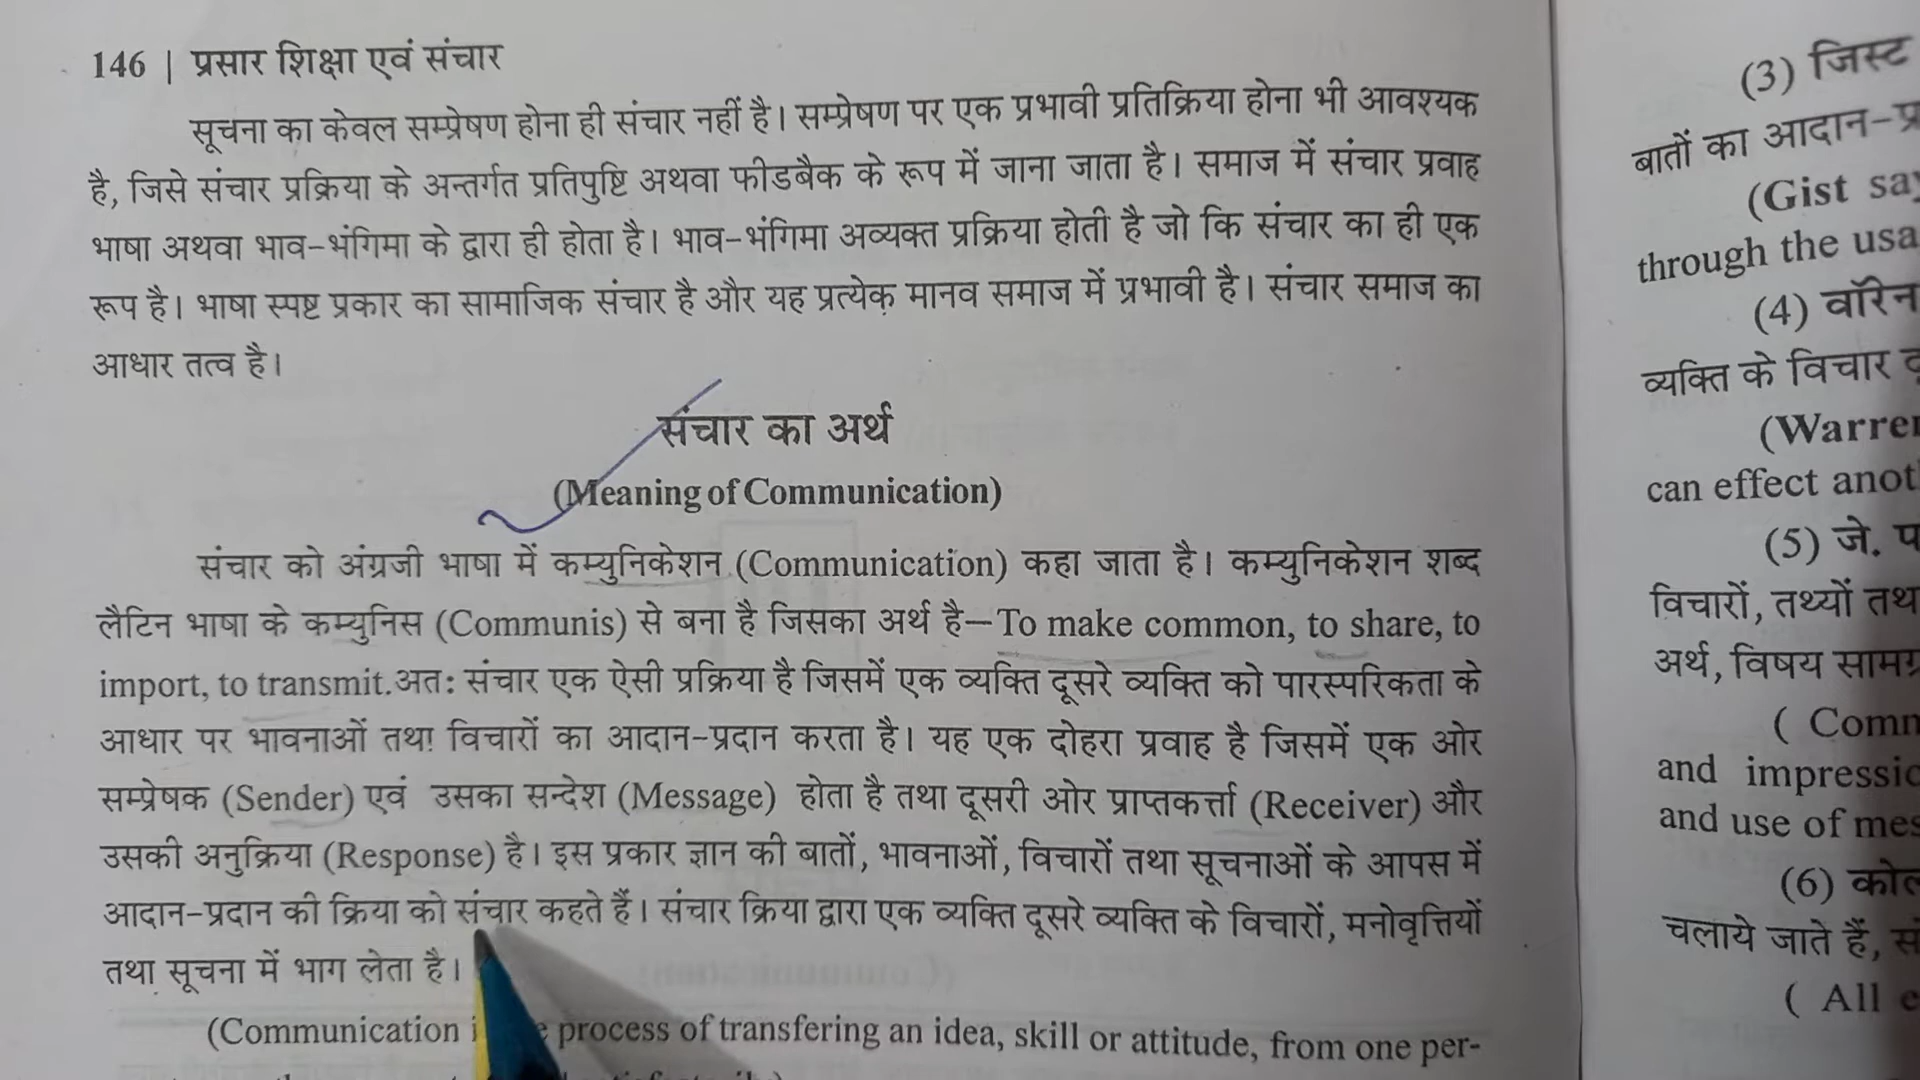 146 | प्रसार शिक्षा एवं संचार
सूचना का केवल सम्प्रेषण होना ही संचार नहीं है। सम्प्रेषण पर एक प्रभावी प्रतिक्रिया होना भी आवश्यक
है, जिसे संचार प्रक्रिया के अन्तर्गत प्रतिपुष्टि अथवा फीडबैक के रूप में जाना जाता है। समाज में संचार प्रवाह
भाषा अथवा भाव-भंगिमा के द्वारा ही होता है। भाव-भंगिमा अव्यक्त प्रक्रिया होती है जो कि संचार का ही एक
रूप है। भाषा स्पष्ट प्रकार का सामाजिक संचार है और यह प्रत्येक मानव समाज में प्रभावी है। संचार समाज का
आधार तत्व है।
संचार का अर्थ
(Meaning of Communication)
संचार को अंग्रजी भाषा में कम्युनिकेशन (Communication) कहा जाता है। कम्युनिकेशन शब्द
लैटिन भाषा के कम्युनिस (Communis) से बना है जिसका अर्थ है—To make common, to share, to
import, to transmit.अतः संचार एक ऐसी प्रक्रिया है जिसमें एक व्यक्ति दूसरे व्यक्ति को पारस्परिकता के
आधार पर भावनाओं तथा विचारों का आदान-प्रदान करता है। यह एक दोहरा प्रवाह है जिसमें एक ओर
सम्प्रेषक (Sender) एवं उसका सन्देश (Message) होता है तथा दूसरी ओर प्राप्तकर्त्ता (Receiver) और
उसकी अनुक्रिया (Response) है। इस प्रकार ज्ञान की बातों, भावनाओं, विचारों तथा सूचनाओं के आपस में
आदान-प्रदान की क्रिया को संचार कहते हैं। संचार क्रिया द्वारा एक व्यक्ति दूसरे व्यक्ति के विचारों, मनोवृत्तियों
तथा सूचना में भाग लेता है।
(Communication process of transfering an idea, skill or attitude, from one per-
(3) जिस्ट
बातों का आदान-प्र
(Gist say
through the usa
(4) वॉरेन
व्यक्ति के विचार
(Warren
can effect anot
(5) जे. प
विचारों, तथ्यों तथ
अर्थ, विषय सामग्र
( Comm
and impressio
and use of mes
(6) कोल
चलाये जाते हैं, सं
( All e